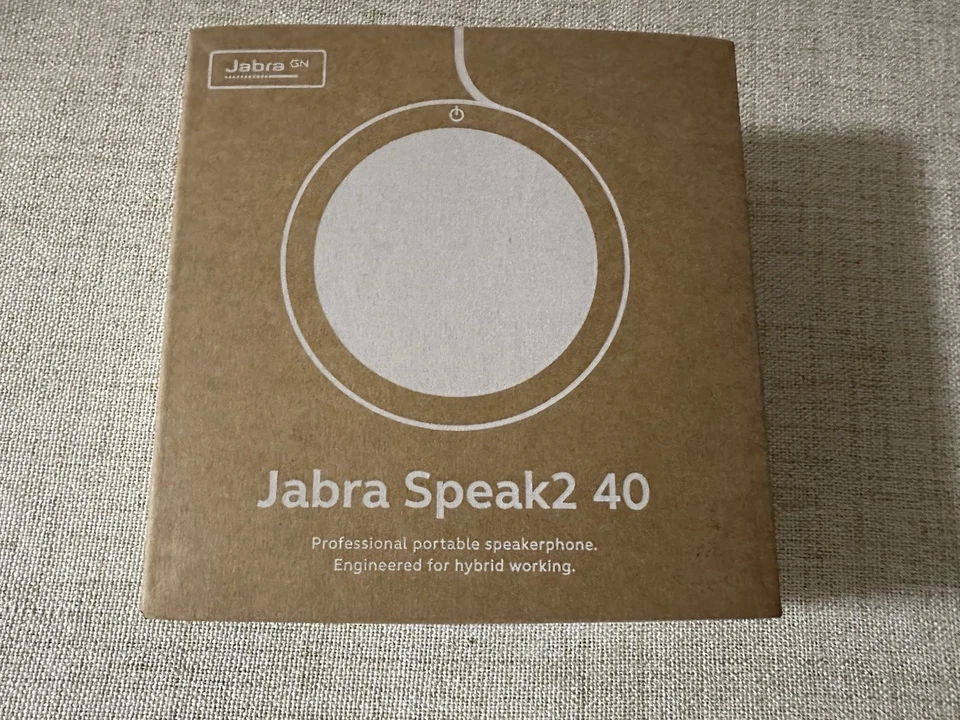 Jabra GN
Jabra Speak2 40
Professional portable speakerphone.
Engineered for hybrid working.